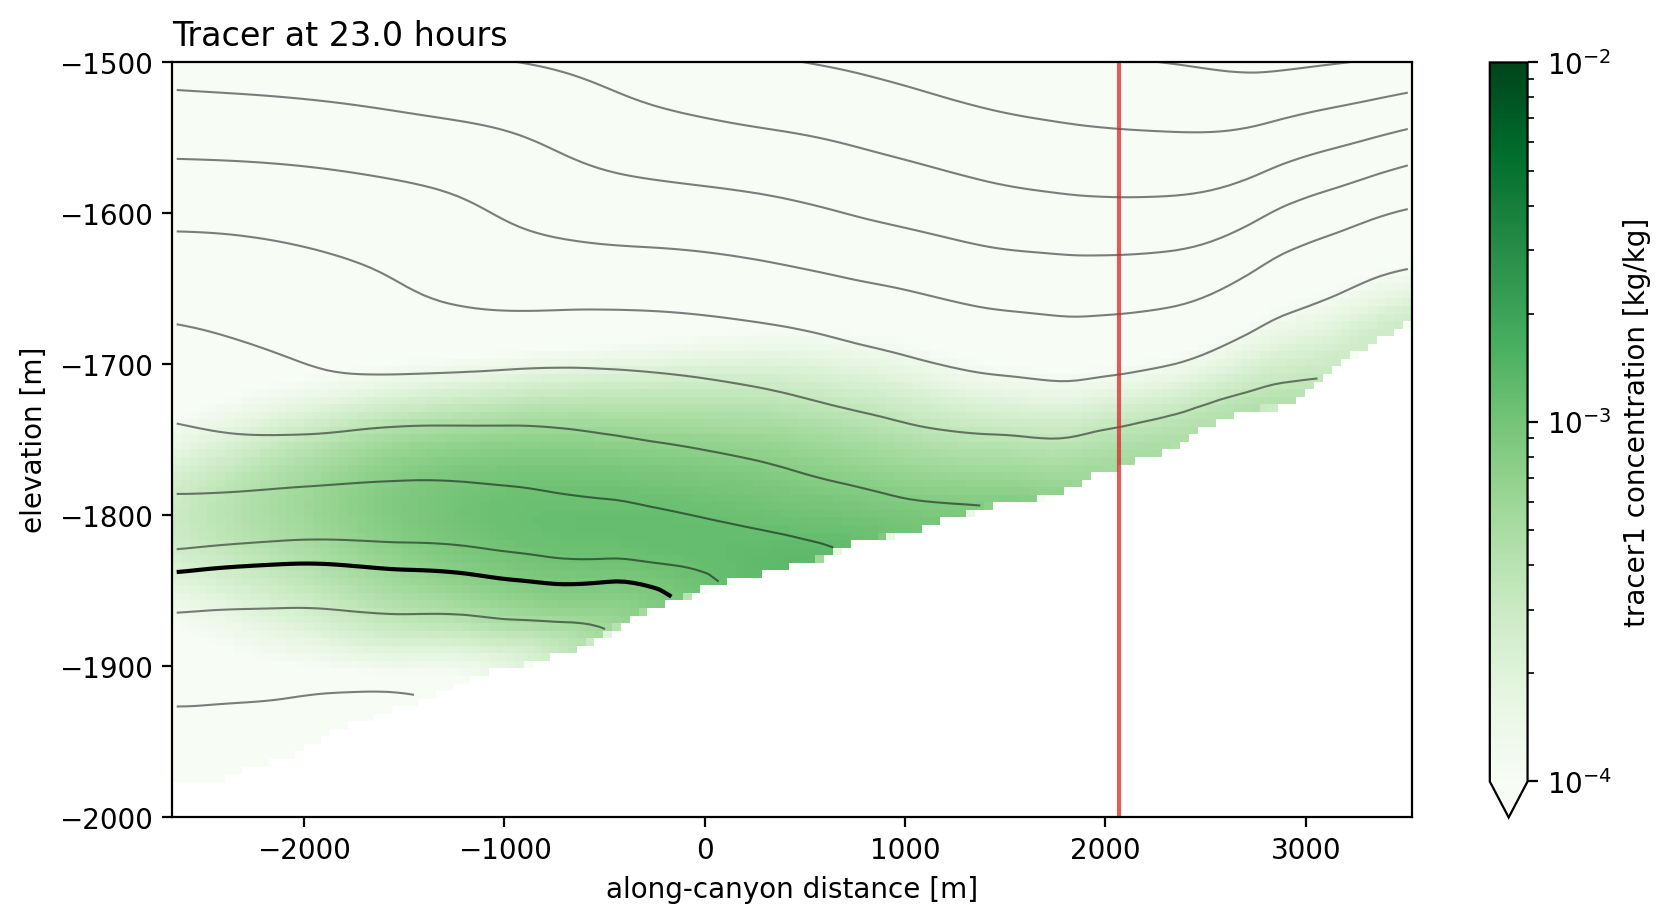 Tracer at 23.0 hours
−1500
−1600
−1700
−1800
−1900
−2000
elevation [m]
−2000 −1000 0 1000 2000 3000
along-canyon distance [m]
10⁻²
10⁻³
10⁻⁴
tracer1 concentration [kg/kg]